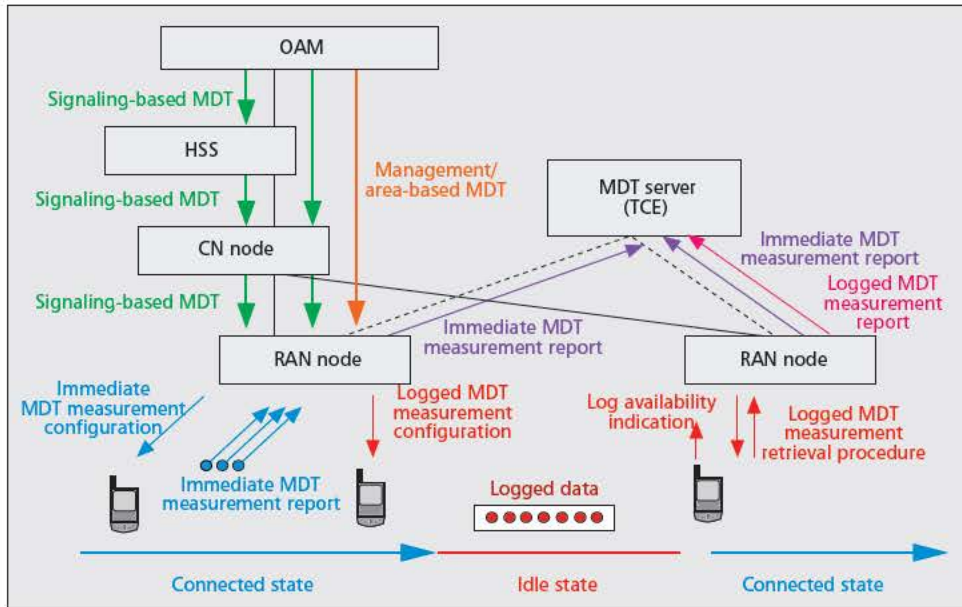 OAM
Signaling-based MDT
HSS
Management/
area-based MDT
MDT server
(TCE)
Signaling-based MDT
CN node
Immediate MDT
measurement report
Signaling-based MDT
Logged MDT
measurement
report
Immediate MDT
measurement report
RAN node
RAN node
Immediate
MDT measurement
configuration
Logged MDT
measurement
configuration
Log availability
indication
Logged MDT
measurement
retrieval procedure
Immediate MDT
measurement report
Logged data
Connected state
Idle state
Connected state